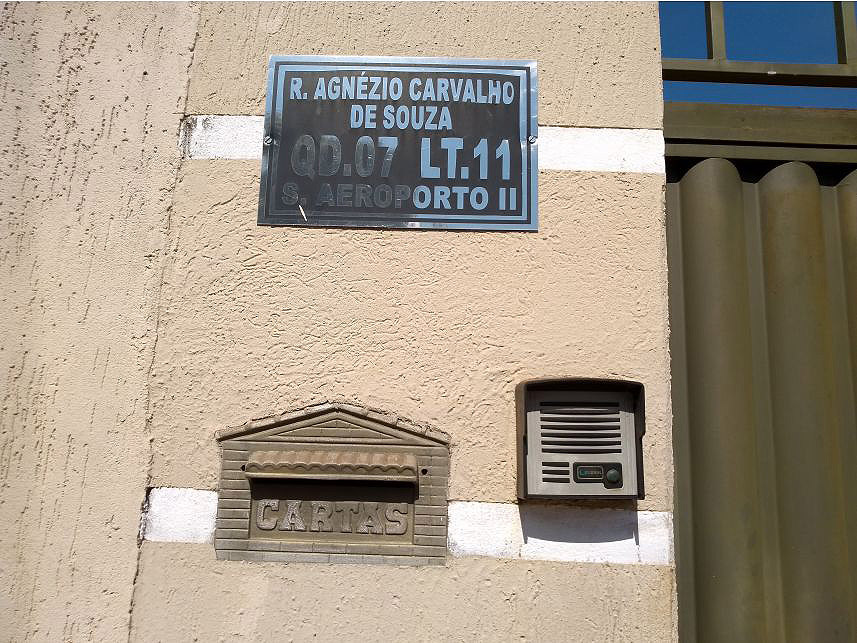 R. AGNÉZIO CARVALHO
DE SOUZA
QD.07 LT.11
S. AEROPORTO II
CARTAS